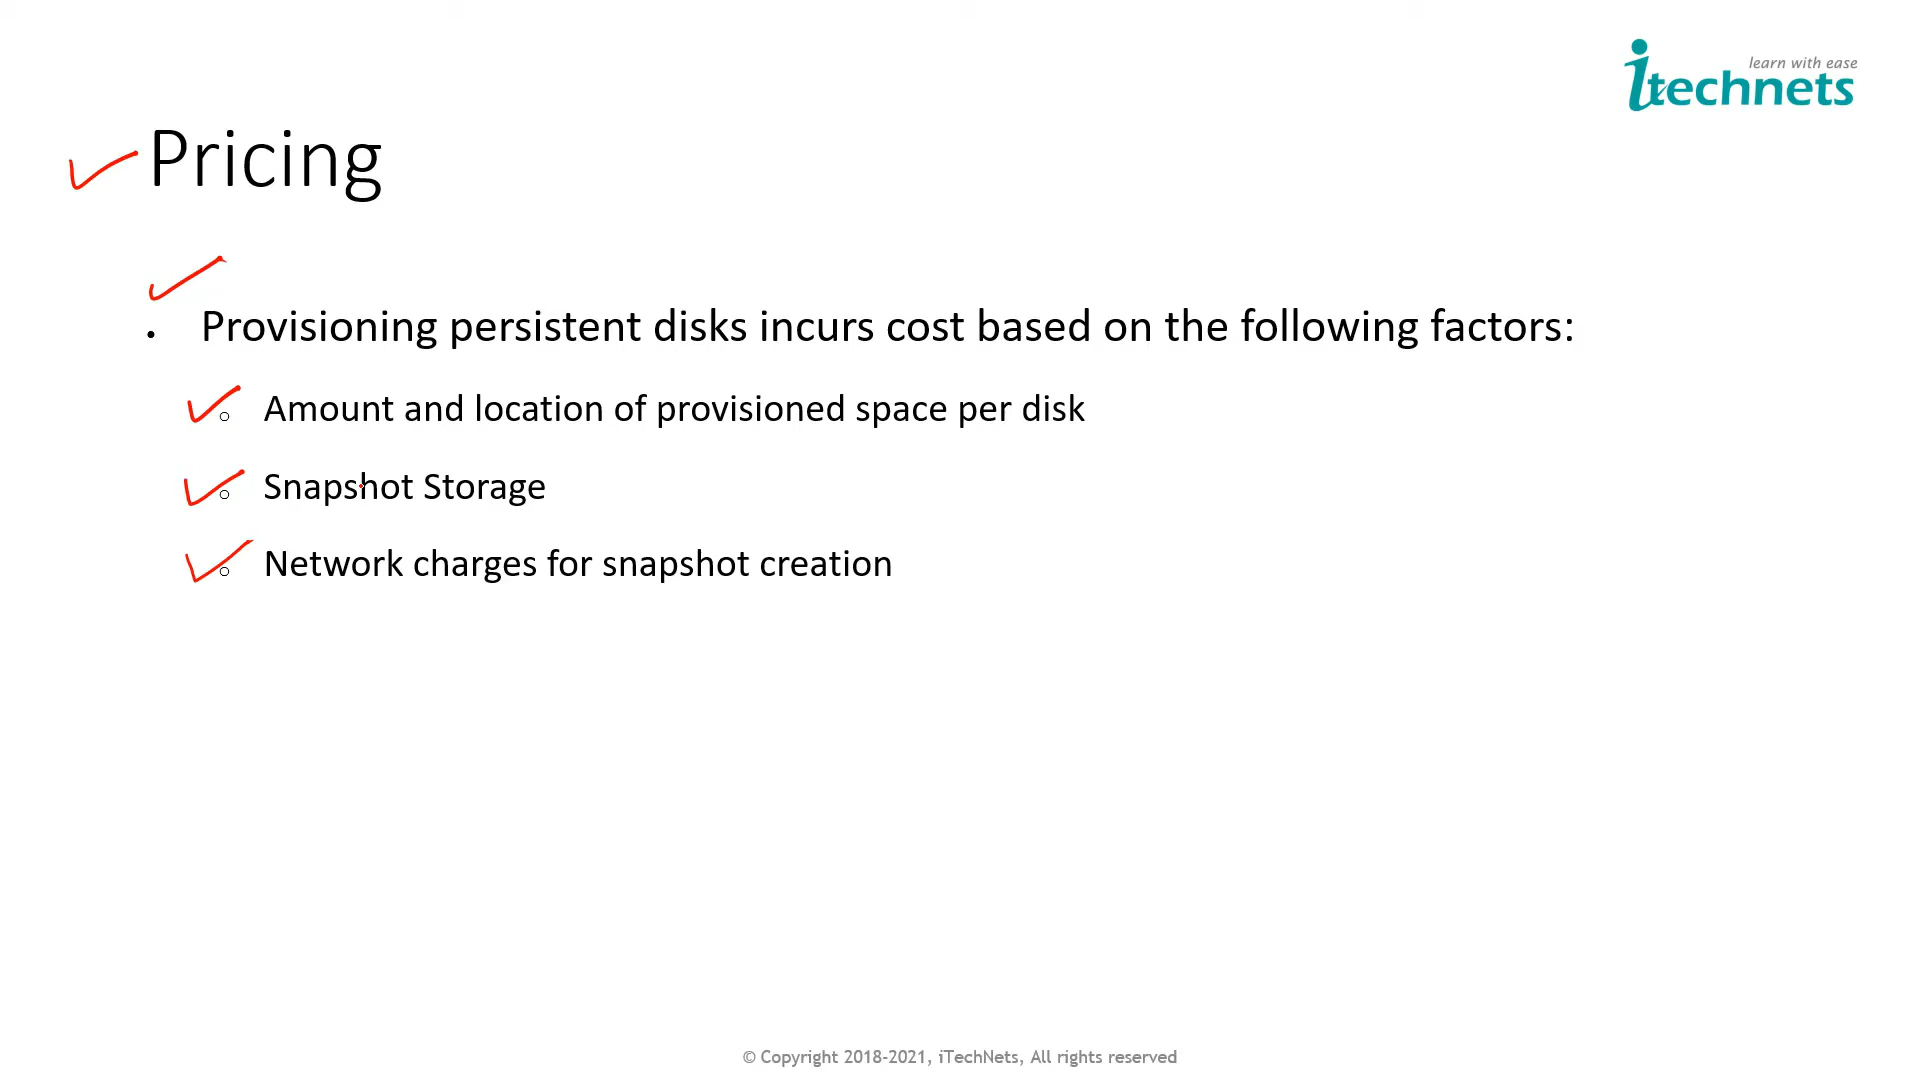 learn with ease
itechnets
Pricing
• Provisioning persistent disks incurs cost based on the following factors:
○ Amount and location of provisioned space per disk
○ Snapshot Storage
○ Network charges for snapshot creation
© Copyright 2018-2021, iTechNets, All rights reserved